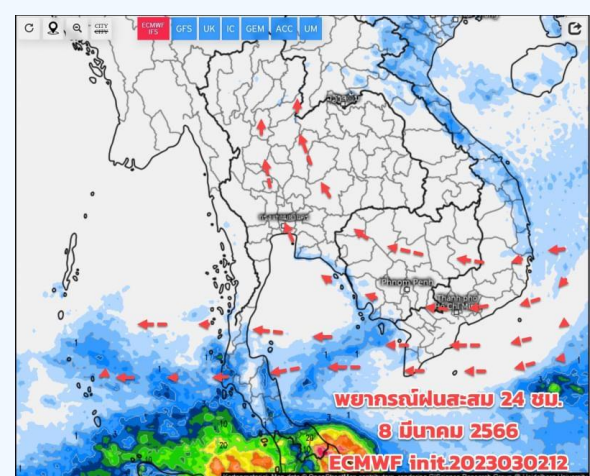 CITY
CITY
ECMWF
IFS
GFS
UK
IC
GEM
ACC
UM
Phnom Penh
พยากรณ์ฝนสะสม 24 ชม.
8 มีนาคม 2566
ECMWF init.2023030212